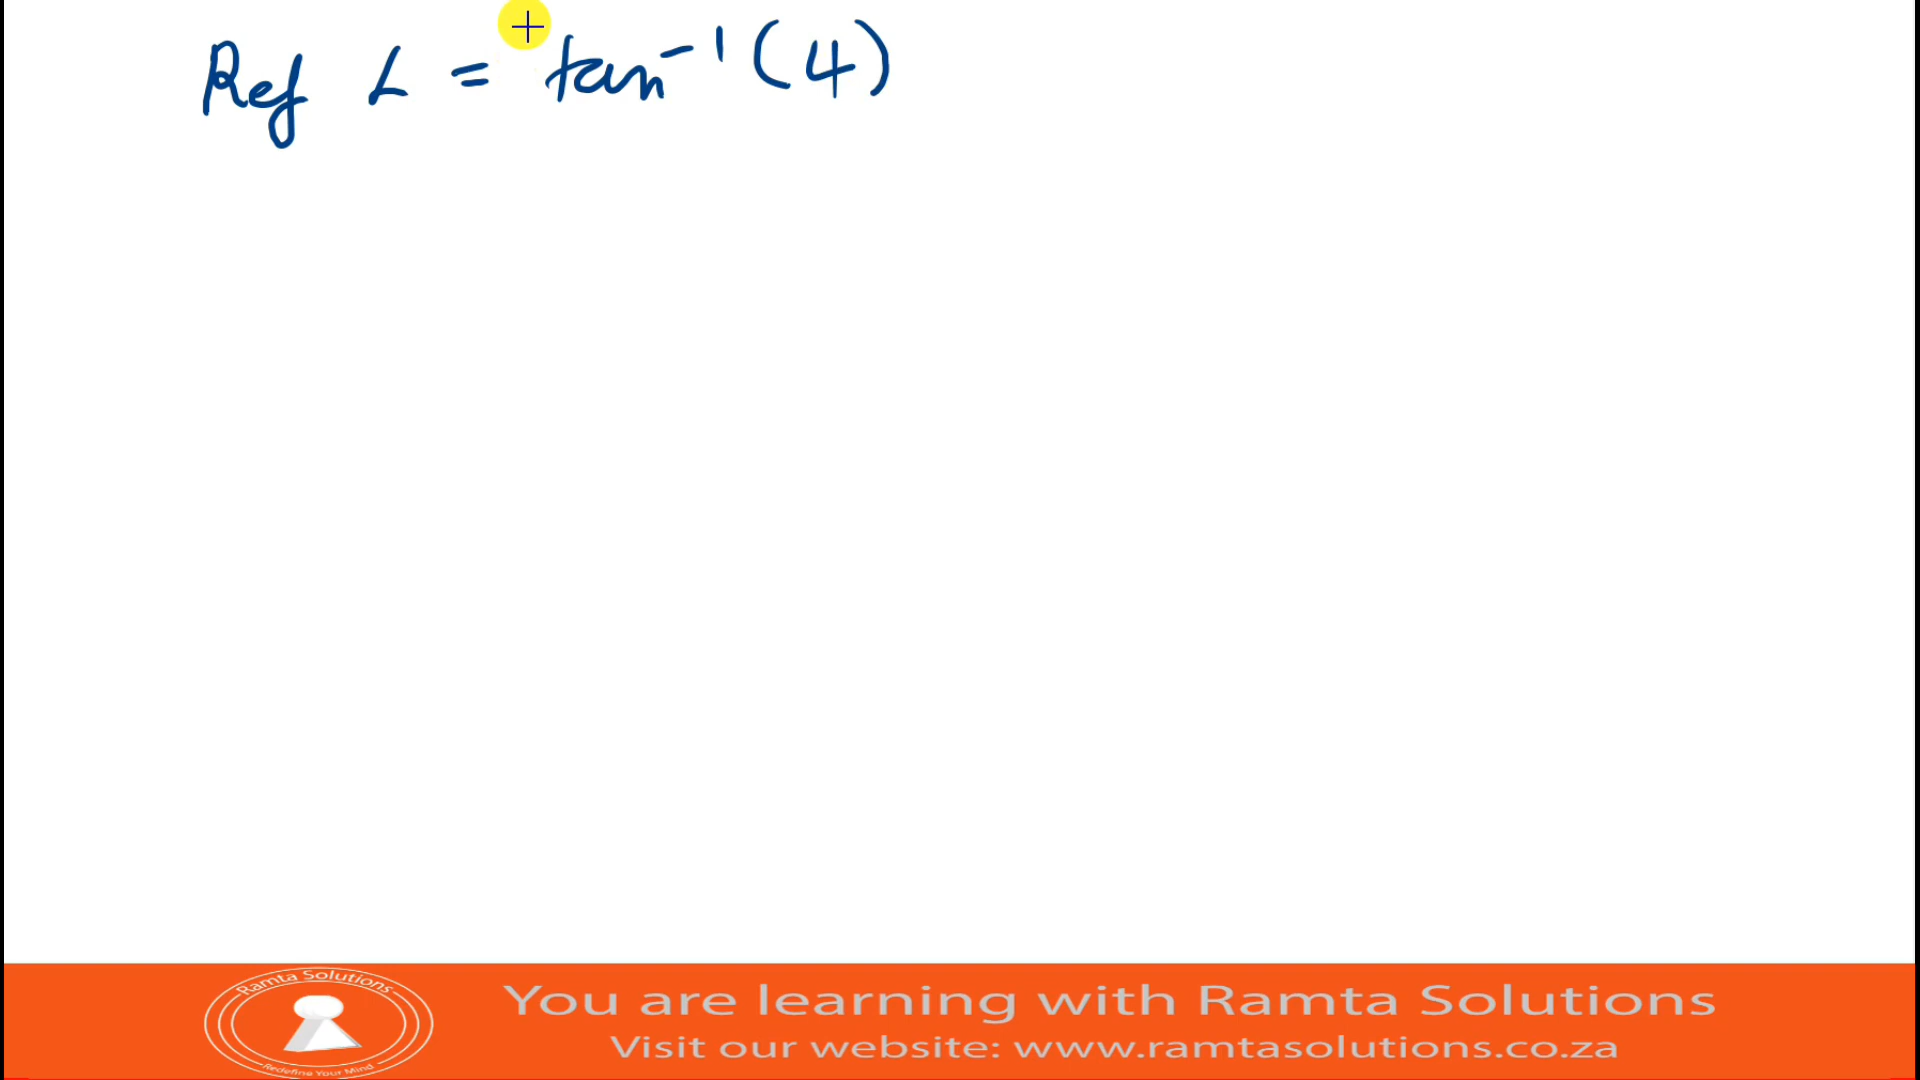 Ref ∠ = tan⁻¹(4)
Ramta Solutions
You are learning with Ramta Solutions
Visit our website: www.ramtasolutions.co.za
Redefine Your Mind